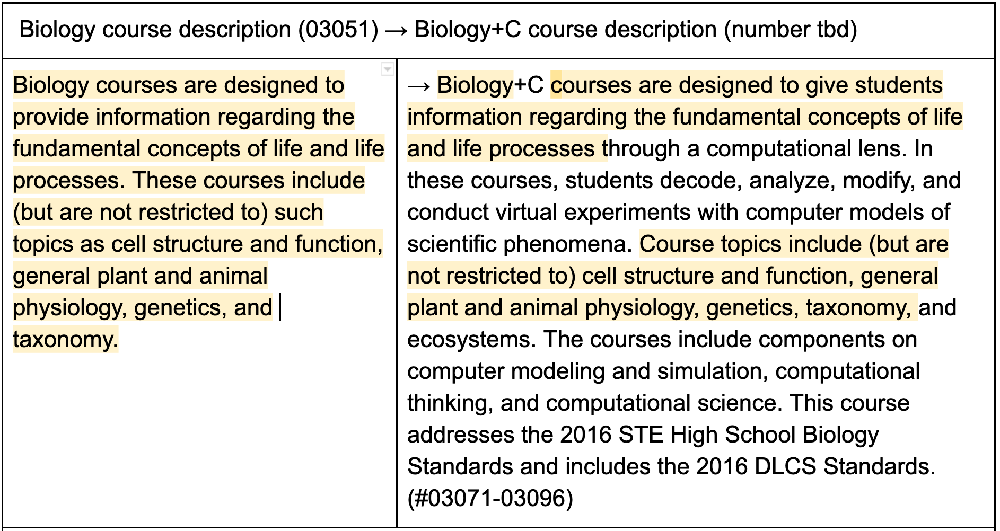 Biology course description (03051) → Biology+C course description (number tbd)
Biology courses are designed to
provide information regarding the
fundamental concepts of life and life
processes. These courses include
(but are not restricted to) such
topics as cell structure and function,
general plant and animal
physiology, genetics, and
taxonomy.
→ Biology+C courses are designed to give students
information regarding the fundamental concepts of life
and life processes through a computational lens. In
these courses, students decode, analyze, modify, and
conduct virtual experiments with computer models of
scientific phenomena. Course topics include (but are
not restricted to) cell structure and function, general
plant and animal physiology, genetics, taxonomy, and
ecosystems. The courses include components on
computer modeling and simulation, computational
thinking, and computational science. This course
addresses the 2016 STE High School Biology
Standards and includes the 2016 DLCS Standards.
(#03071-03096)